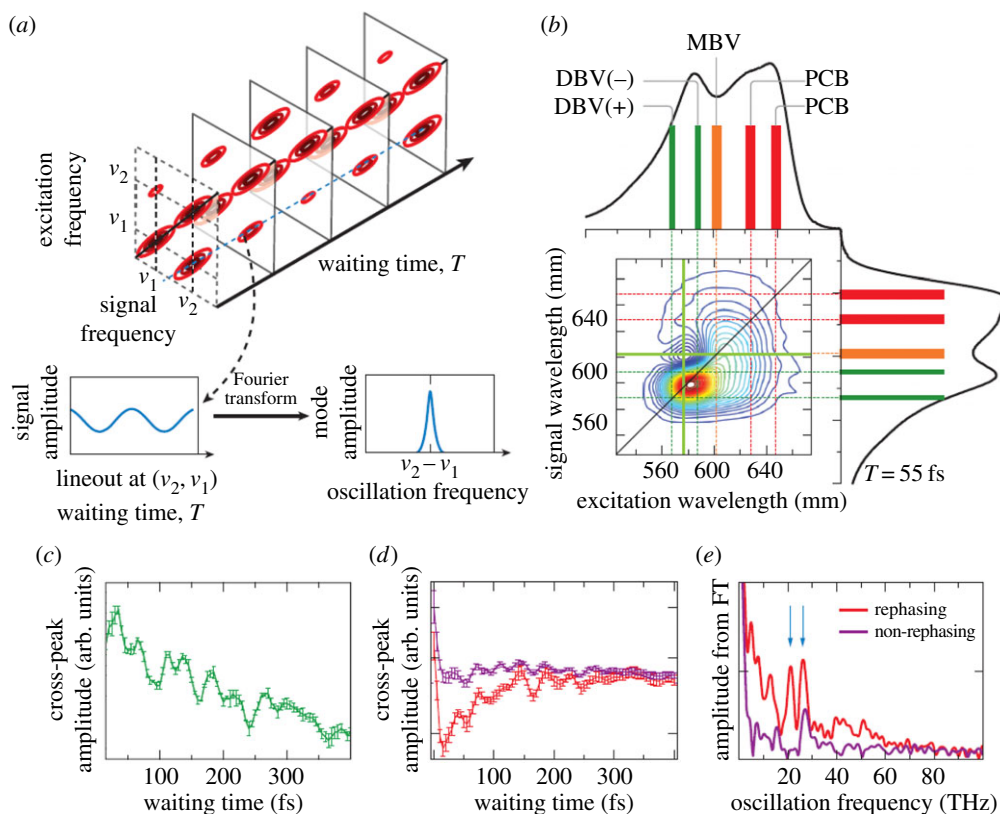 (a)
excitation
frequency
v2
v1
v1
v2
signal
frequency
waiting time, T
signal
amplitude
lineout at (v2, v1)
waiting time, T
Fourier
transform
mode
amplitude
v2 – v1
oscillation frequency
(b)
MBV
DBV(–)
PCB
DBV(+)
PCB
signal wavelength (mm)
640
600
560
560
600
640
excitation wavelength (mm)
T = 55 fs
(c)
cross-peak
amplitude (arb. units)
100
200
300
waiting time (fs)
(d)
cross-peak
amplitude (arb. units)
100
200
300
waiting time (fs)
(e)
amplitude from FT
rephasing
non-rephasing
20
40
60
80
oscillation frequency (THz)